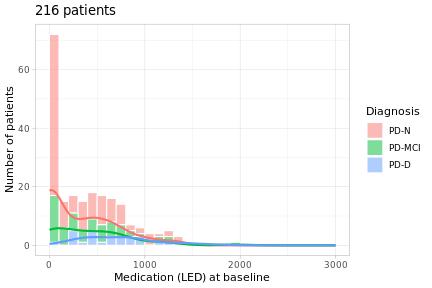 216 patients
Number of patients
60
40
20
0
0
1000
2000
3000
Medication (LED) at baseline
Diagnosis
PD-N
PD-MCI
PD-D